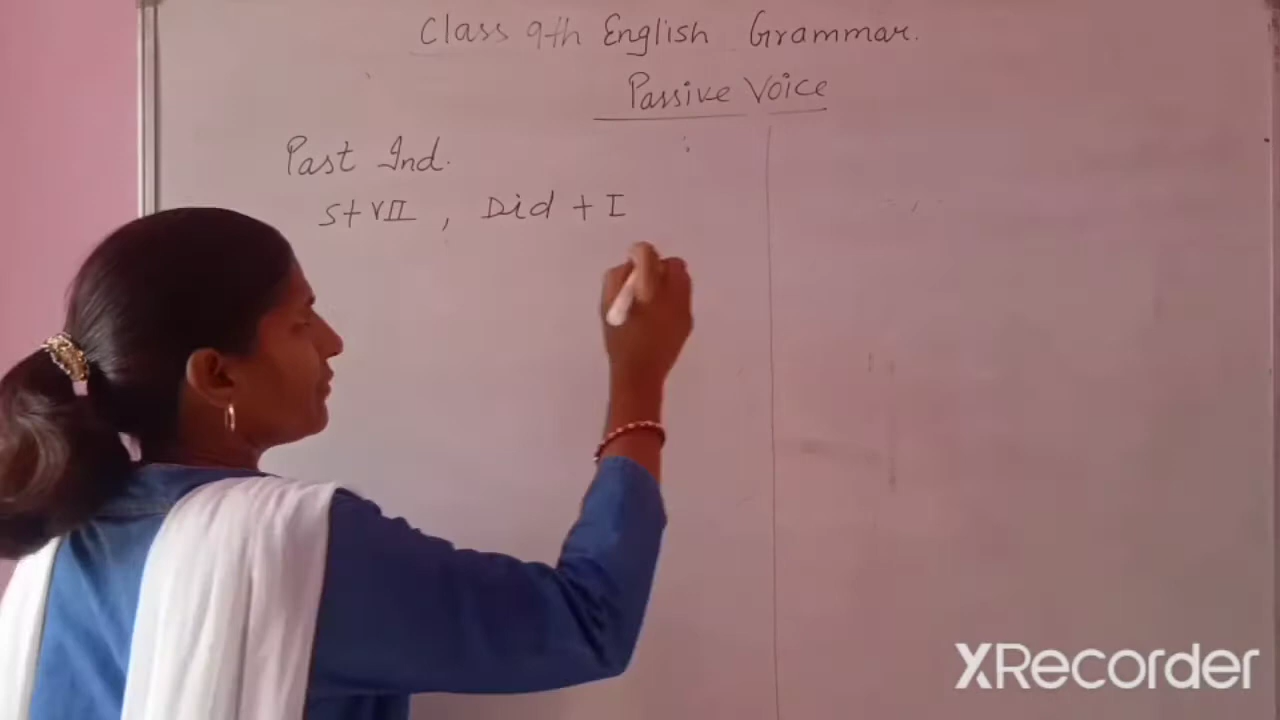 Class 9th English Grammar.
Passive Voice
Past Ind.
S+VII , Did + I
XRecorder